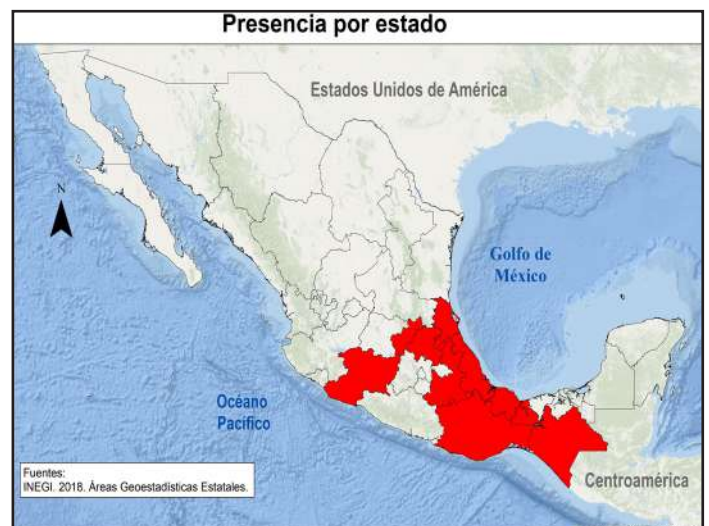 Presencia por estado
Estados Unidos de América
N
Golfo de
México
Océano
Pacífico
Centroamérica
Fuentes:
INEGI. 2018. Áreas Geoestadísticas Estatales.